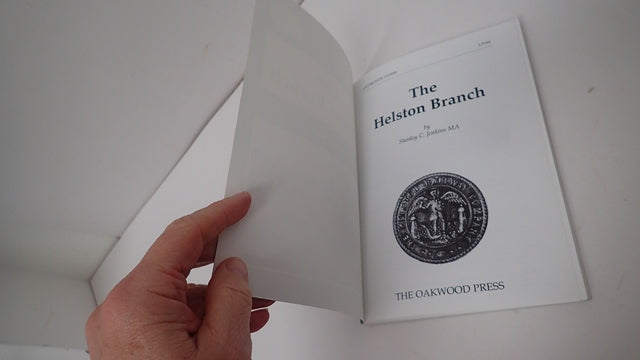 The
Helston Branch
by
Stanley C. Jenkins MA
THE OAKWOOD PRESS